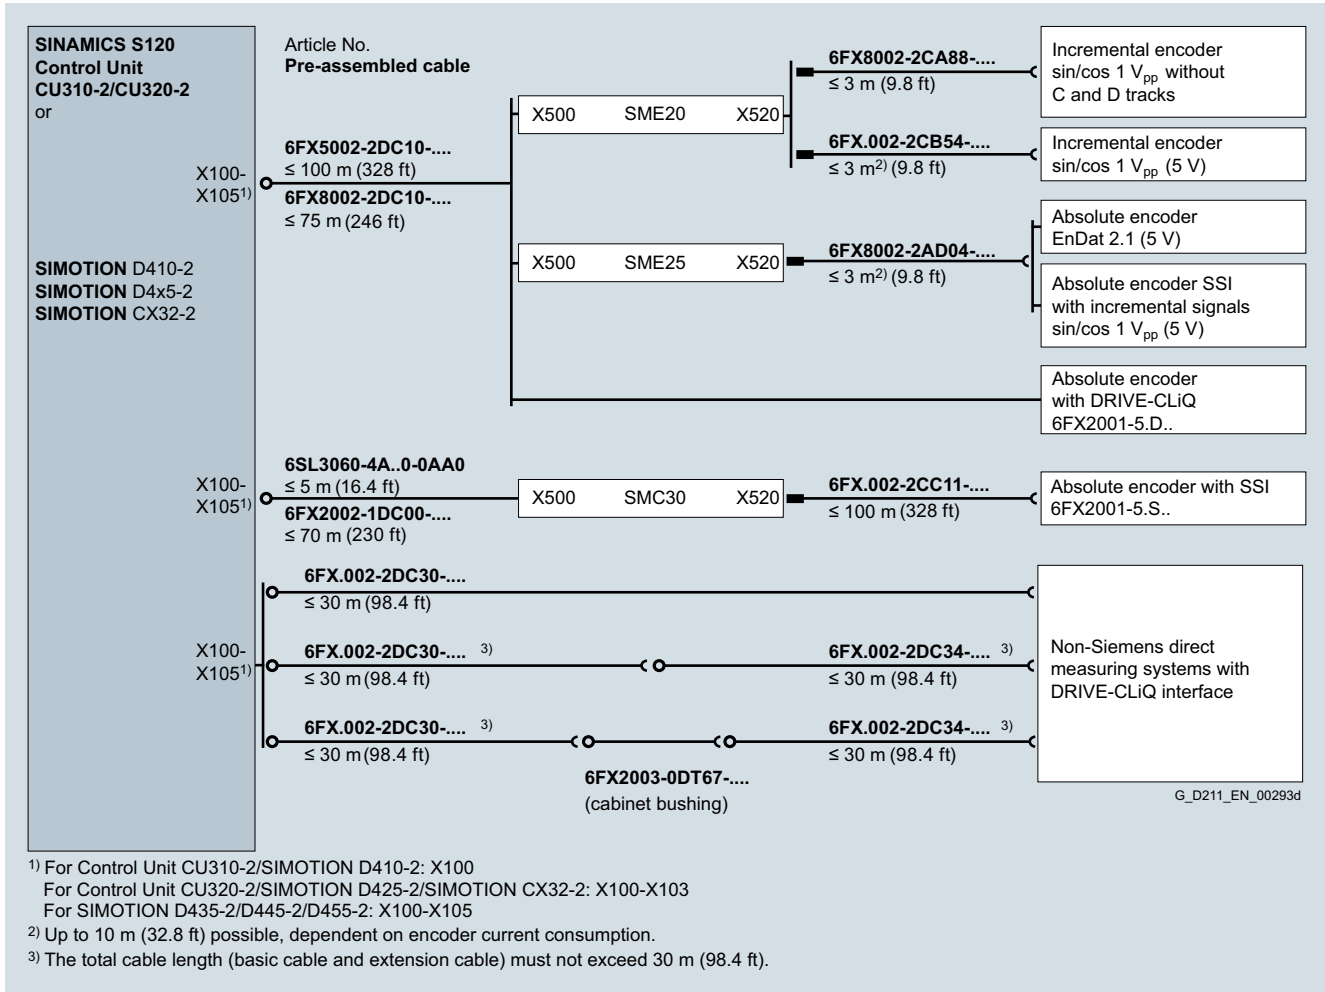 SINAMICS S120
Control Unit
CU310-2/CU320-2
or
X100-
X1051)
SIMOTION D410-2
SIMOTION D4x5-2
SIMOTION CX32-2
X100-
X1051)
X100-
X1051)
Article No.
Pre-assembled cable
6FX5002-2DC10-....
≤ 100 m (328 ft)
6FX8002-2DC10-....
≤ 75 m (246 ft)
X500 SME20 X520
6FX8002-2CA88-....
≤ 3 m (9.8 ft)
Incremental encoder
sin/cos 1 Vpp without
C and D tracks
6FX.002-2CB54-....
≤ 3 m2) (9.8 ft)
Incremental encoder
sin/cos 1 Vpp (5 V)
X500 SME25 X520
6FX8002-2AD04-....
≤ 3 m2) (9.8 ft)
Absolute encoder
EnDat 2.1 (5 V)
Absolute encoder SSI
with incremental signals
sin/cos 1 Vpp (5 V)
Absolute encoder
with DRIVE-CLiQ
6FX2001-5.D..
6SL3060-4A..0-0AA0
≤ 5 m (16.4 ft)
6FX2002-1DC00-....
≤ 70 m (230 ft)
X500 SMC30 X520
6FX.002-2CC11-....
≤ 100 m (328 ft)
Absolute encoder with SSI
6FX2001-5.S..
6FX.002-2DC30-....
≤ 30 m (98.4 ft)
6FX.002-2DC30-.... 3)
≤ 30 m (98.4 ft)
6FX.002-2DC34-.... 3)
≤ 30 m (98.4 ft)
6FX.002-2DC30-.... 3)
≤ 30 m (98.4 ft)
6FX2003-0DT67-....
(cabinet bushing)
6FX.002-2DC34-.... 3)
≤ 30 m (98.4 ft)
Non-Siemens direct
measuring systems with
DRIVE-CLiQ interface
G_D211_EN_00293d
1) For Control Unit CU310-2/SIMOTION D410-2: X100
For Control Unit CU320-2/SIMOTION D425-2/SIMOTION CX32-2: X100-X103
For SIMOTION D435-2/D445-2/D455-2: X100-X105
2) Up to 10 m (32.8 ft) possible, dependent on encoder current consumption.
3) The total cable length (basic cable and extension cable) must not exceed 30 m (98.4 ft).